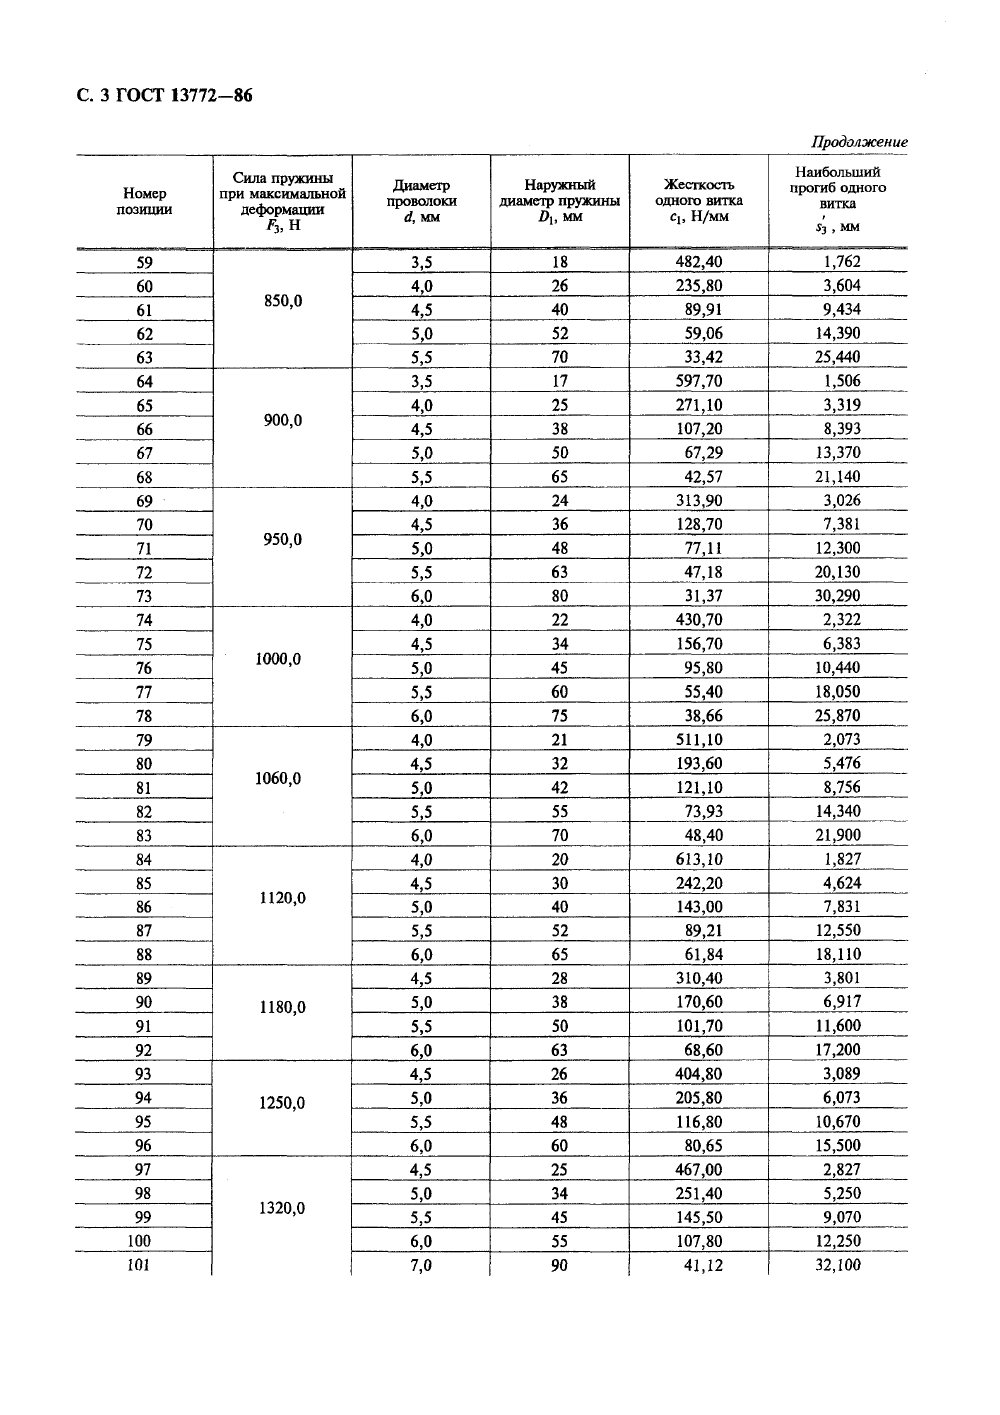 С. 3 ГОСТ 13772—86
Продолжение
Номер позиции | Сила пружины при максимальной деформации F₃, Н | Диаметр проволоки d, мм | Наружный диаметр пружины D₁, мм | Жесткость одного витка c₁, Н/мм | Наибольший прогиб одного витка s′₃ , мм
59 | 850,0 | 3,5 | 18 | 482,40 | 1,762
60 | 4,0 | 26 | 235,80 | 3,604
61 | 4,5 | 40 | 89,91 | 9,434
62 | 5,0 | 52 | 59,06 | 14,390
63 | 5,5 | 70 | 33,42 | 25,440
64 | 900,0 | 3,5 | 17 | 597,70 | 1,506
65 | 4,0 | 25 | 271,10 | 3,319
66 | 4,5 | 38 | 107,20 | 8,393
67 | 5,0 | 50 | 67,29 | 13,370
68 | 5,5 | 65 | 42,57 | 21,140
69 | 950,0 | 4,0 | 24 | 313,90 | 3,026
70 | 4,5 | 36 | 128,70 | 7,381
71 | 5,0 | 48 | 77,11 | 12,300
72 | 5,5 | 63 | 47,18 | 20,130
73 | 6,0 | 80 | 31,37 | 30,290
74 | 1000,0 | 4,0 | 22 | 430,70 | 2,322
75 | 4,5 | 34 | 156,70 | 6,383
76 | 5,0 | 45 | 95,80 | 10,440
77 | 5,5 | 60 | 55,40 | 18,050
78 | 6,0 | 75 | 38,66 | 25,870
79 | 1060,0 | 4,0 | 21 | 511,10 | 2,073
80 | 4,5 | 32 | 193,60 | 5,476
81 | 5,0 | 42 | 121,10 | 8,756
82 | 5,5 | 55 | 73,93 | 14,340
83 | 6,0 | 70 | 48,40 | 21,900
84 | 1120,0 | 4,0 | 20 | 613,10 | 1,827
85 | 4,5 | 30 | 242,20 | 4,624
86 | 5,0 | 40 | 143,00 | 7,831
87 | 5,5 | 52 | 89,21 | 12,550
88 | 6,0 | 65 | 61,84 | 18,110
89 | 1180,0 | 4,5 | 28 | 310,40 | 3,801
90 | 5,0 | 38 | 170,60 | 6,917
91 | 5,5 | 50 | 101,70 | 11,600
92 | 6,0 | 63 | 68,60 | 17,200
93 | 1250,0 | 4,5 | 26 | 404,80 | 3,089
94 | 5,0 | 36 | 205,80 | 6,073
95 | 5,5 | 48 | 116,80 | 10,670
96 | 6,0 | 60 | 80,65 | 15,500
97 | 1320,0 | 4,5 | 25 | 467,00 | 2,827
98 | 5,0 | 34 | 251,40 | 5,250
99 | 5,5 | 45 | 145,50 | 9,070
100 | 6,0 | 55 | 107,80 | 12,250
101 | 7,0 | 90 | 41,12 | 32,100